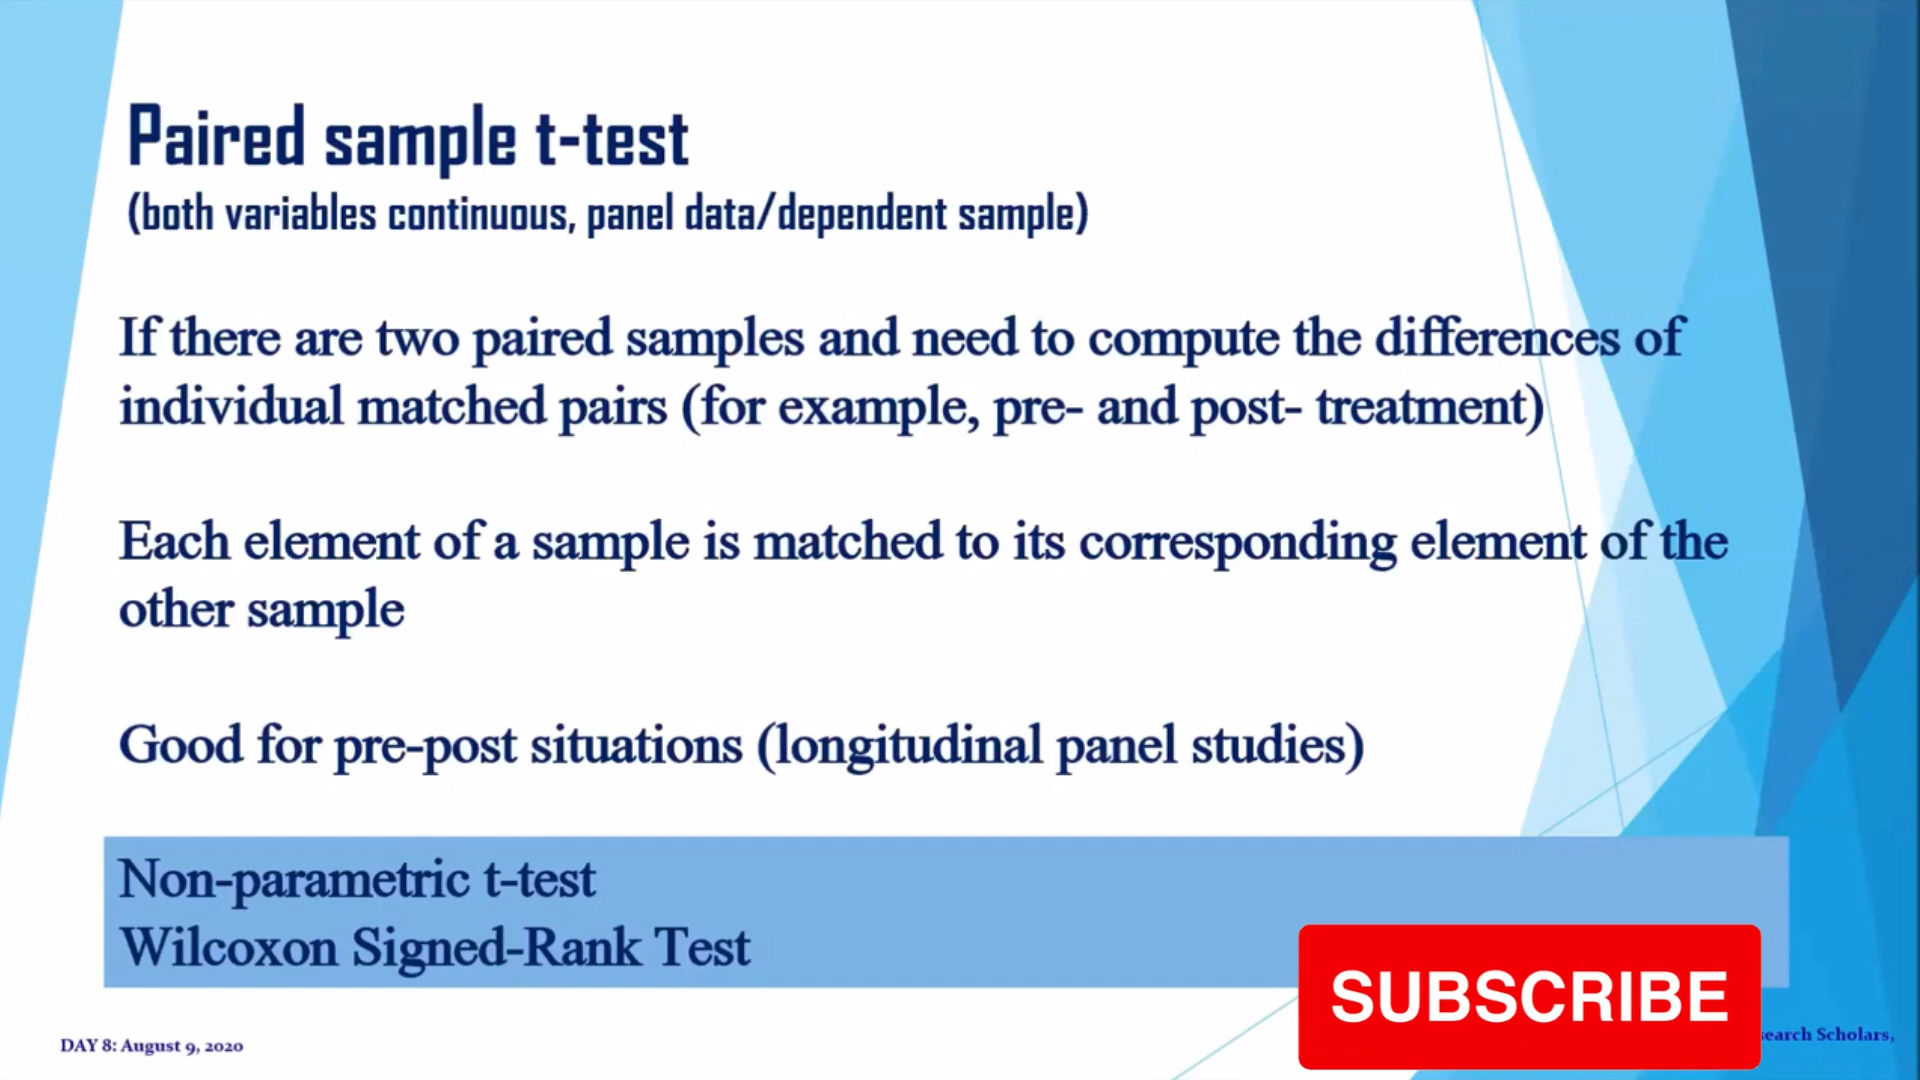 Paired sample t-test
(both variables continuous, panel data/dependent sample)
If there are two paired samples and need to compute the differences of
individual matched pairs (for example, pre- and post- treatment)
Each element of a sample is matched to its corresponding element of the
other sample
Good for pre-post situations (longitudinal panel studies)
Non-parametric t-test
Wilcoxon Signed-Rank Test
SUBSCRIBE
DAY 8: August 9, 2020
Scholars,